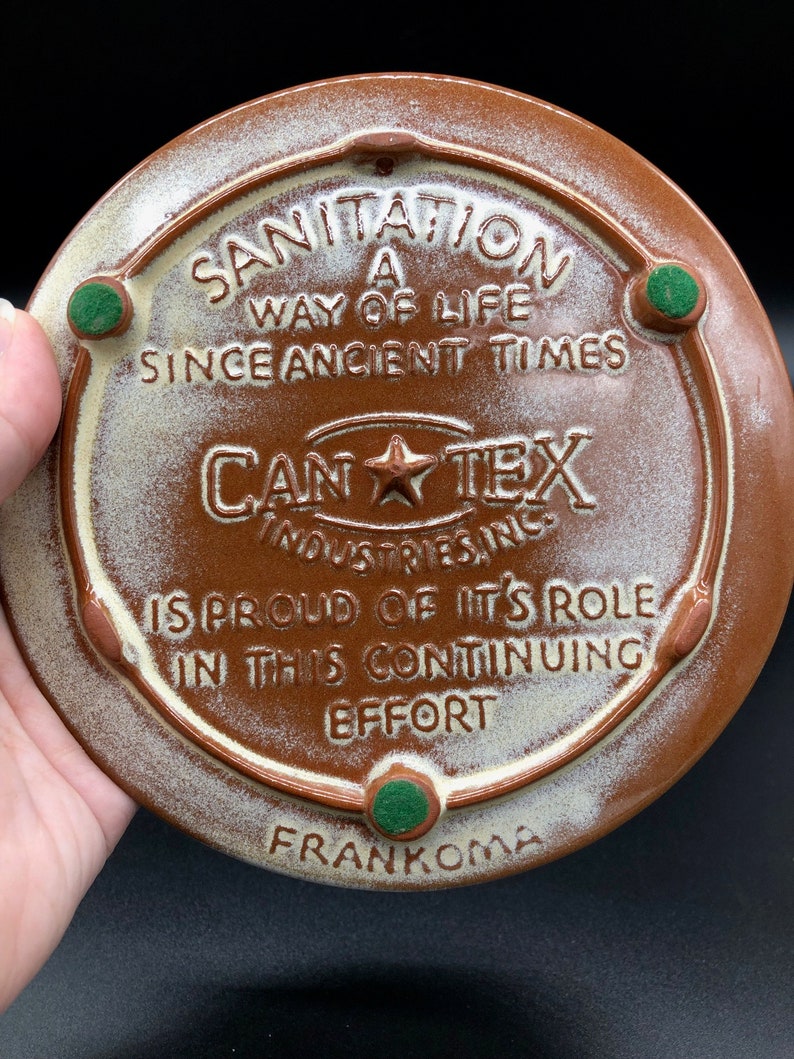 SANITATION
A
WAY OF LIFE
SINCE ANCIENT TIMES
CAN TEX
INDUSTRIES, INC.
IS PROUD OF IT'S ROLE
IN THIS CONTINUING
EFFORT
FRANKOMA